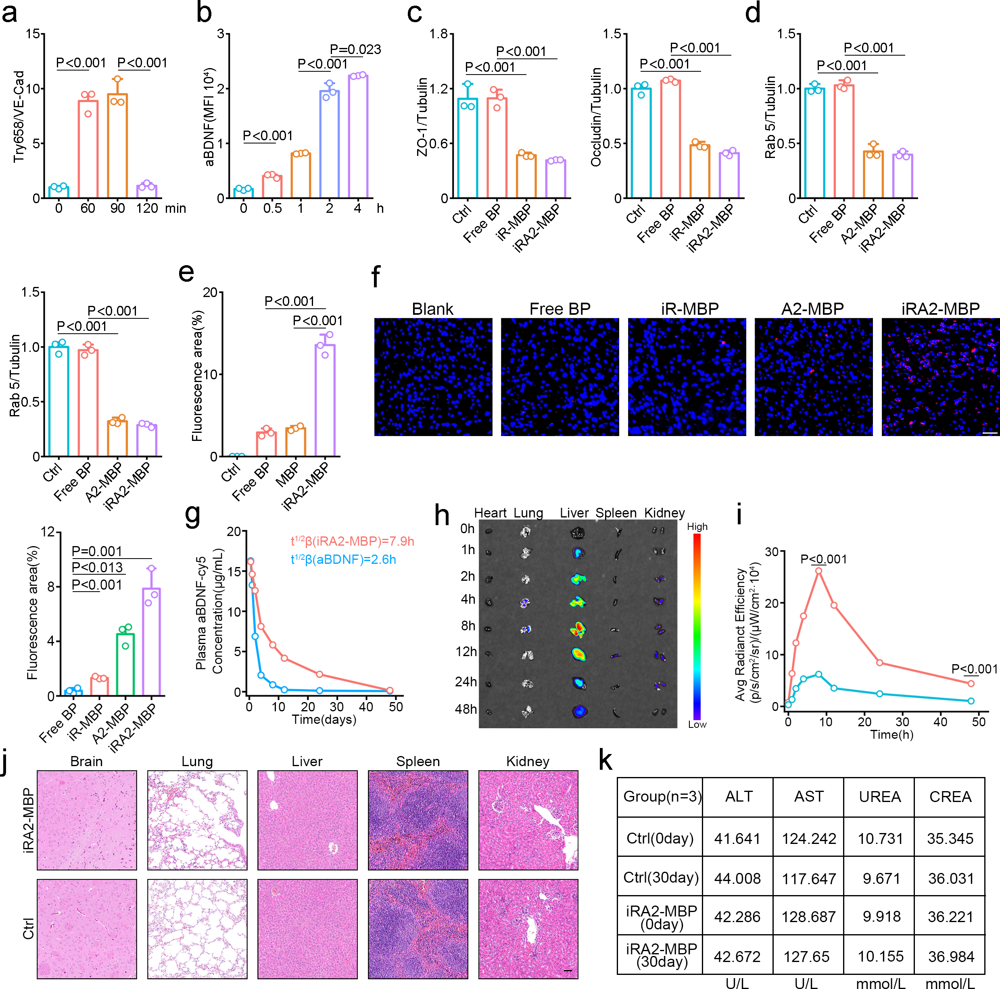 a
15
10
5
0
Try658/VE-Cad
P<0.001
P<0.001
0 60 90 120 min
b
3
2
1
0
aBDNF(MFI 10⁴)
P<0.001
P<0.001
P=0.023
0 0.5 1 2 4 h
c
1.8
1.2
0.6
0
ZO-1/Tubulin
P<0.001
P<0.001
Ctrl
Free BP
iR-MBP
iRA2-MBP
1.5
1.0
0.5
0
Occludin/Tubulin
P<0.001
P<0.001
Ctrl
Free BP
iR-MBP
iRA2-MBP
d
1.5
1.0
0.5
0
Rab 5/Tubulin
P<0.001
P<0.001
Ctrl
Free BP
A2-MBP
iRA2-MBP
1.5
1.0
0.5
0
Rab 5/Tubulin
P<0.001
P<0.001
Ctrl
Free BP
A2-MBP
iRA2-MBP
e
20
10
0
Fluorescence area(%)
P<0.001
P<0.001
Ctrl
Free BP
MBP
iRA2-MBP
f
Blank Free BP iR-MBP A2-MBP iRA2-MBP
12
8
4
0
Fluorescence area(%)
P=0.001
P<0.013
P<0.001
Free BP
iR-MBP
A2-MBP
iRA2-MBP
g
20
15
10
5
0
Plasma aBDNF-cy5
Concentration(μg/mL)
t¹/²β(iRA2-MBP)=7.9h
t¹/²β(aBDNF)=2.6h
0 10 20 30 40 50
Time(days)
h
Heart Lung Liver Spleen Kidney
0h
1h
2h
4h
8h
12h
24h
48h
High
Low
i
30
20
10
0
Avg Radiant Efficiency
(p/s/cm²/sr)/(μW/cm²·10⁴)
P<0.001
P<0.001
0 10 20 30 40 50
Time(h)
j
Brain Lung Liver Spleen Kidney
iRA2-MBP
Ctrl
k
Group(n=3) ALT AST UREA CREA
Ctrl(0day) 41.641 124.242 10.731 35.345
Ctrl(30day) 44.008 117.647 9.671 36.031
iRA2-MBP
(0day) 42.286 128.687 9.918 36.221
iRA2-MBP
(30day) 42.672 127.65 10.155 36.984
U/L U/L mmol/L mmol/L